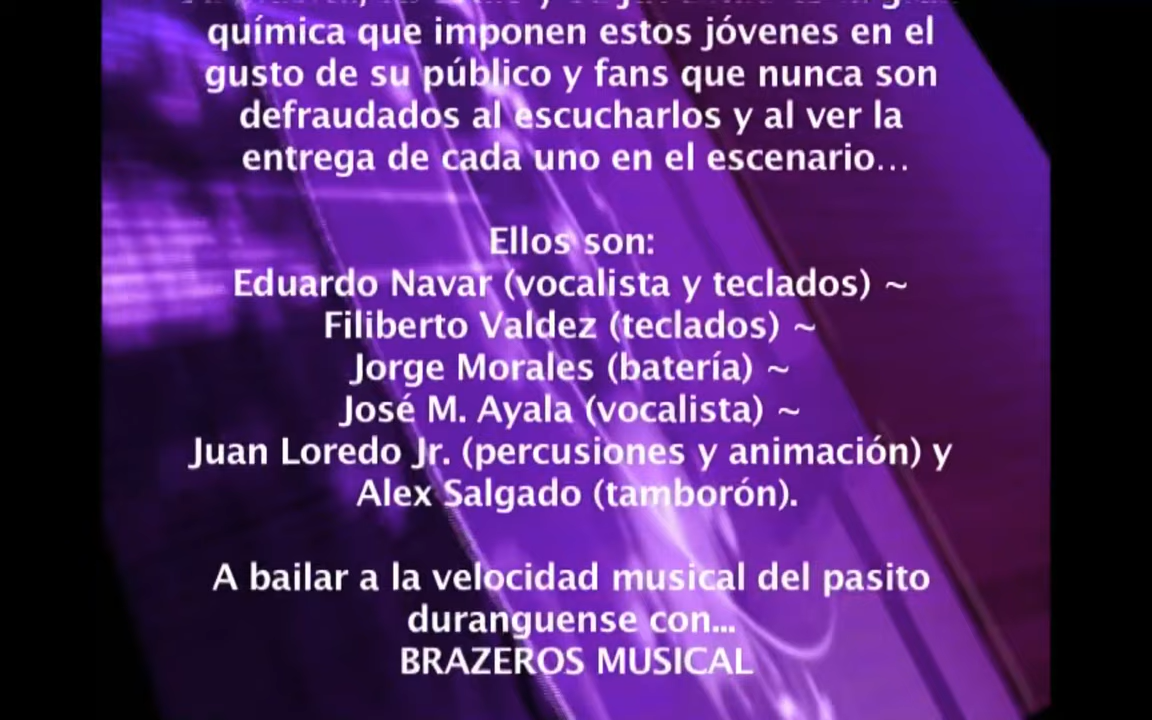 química que imponen estos jóvenes en el
gusto de su público y fans que nunca son
defraudados al escucharlos y al ver la
entrega de cada uno en el escenario...
Ellos son:
Eduardo Navar (vocalista y teclados) ~
Filiberto Valdez (teclados) ~
Jorge Morales (batería) ~
José M. Ayala (vocalista) ~
Juan Loredo Jr. (percusiones y animación) y
Alex Salgado (tamborón).
A bailar a la velocidad musical del pasito
duranguense con...
BRAZEROS MUSICAL